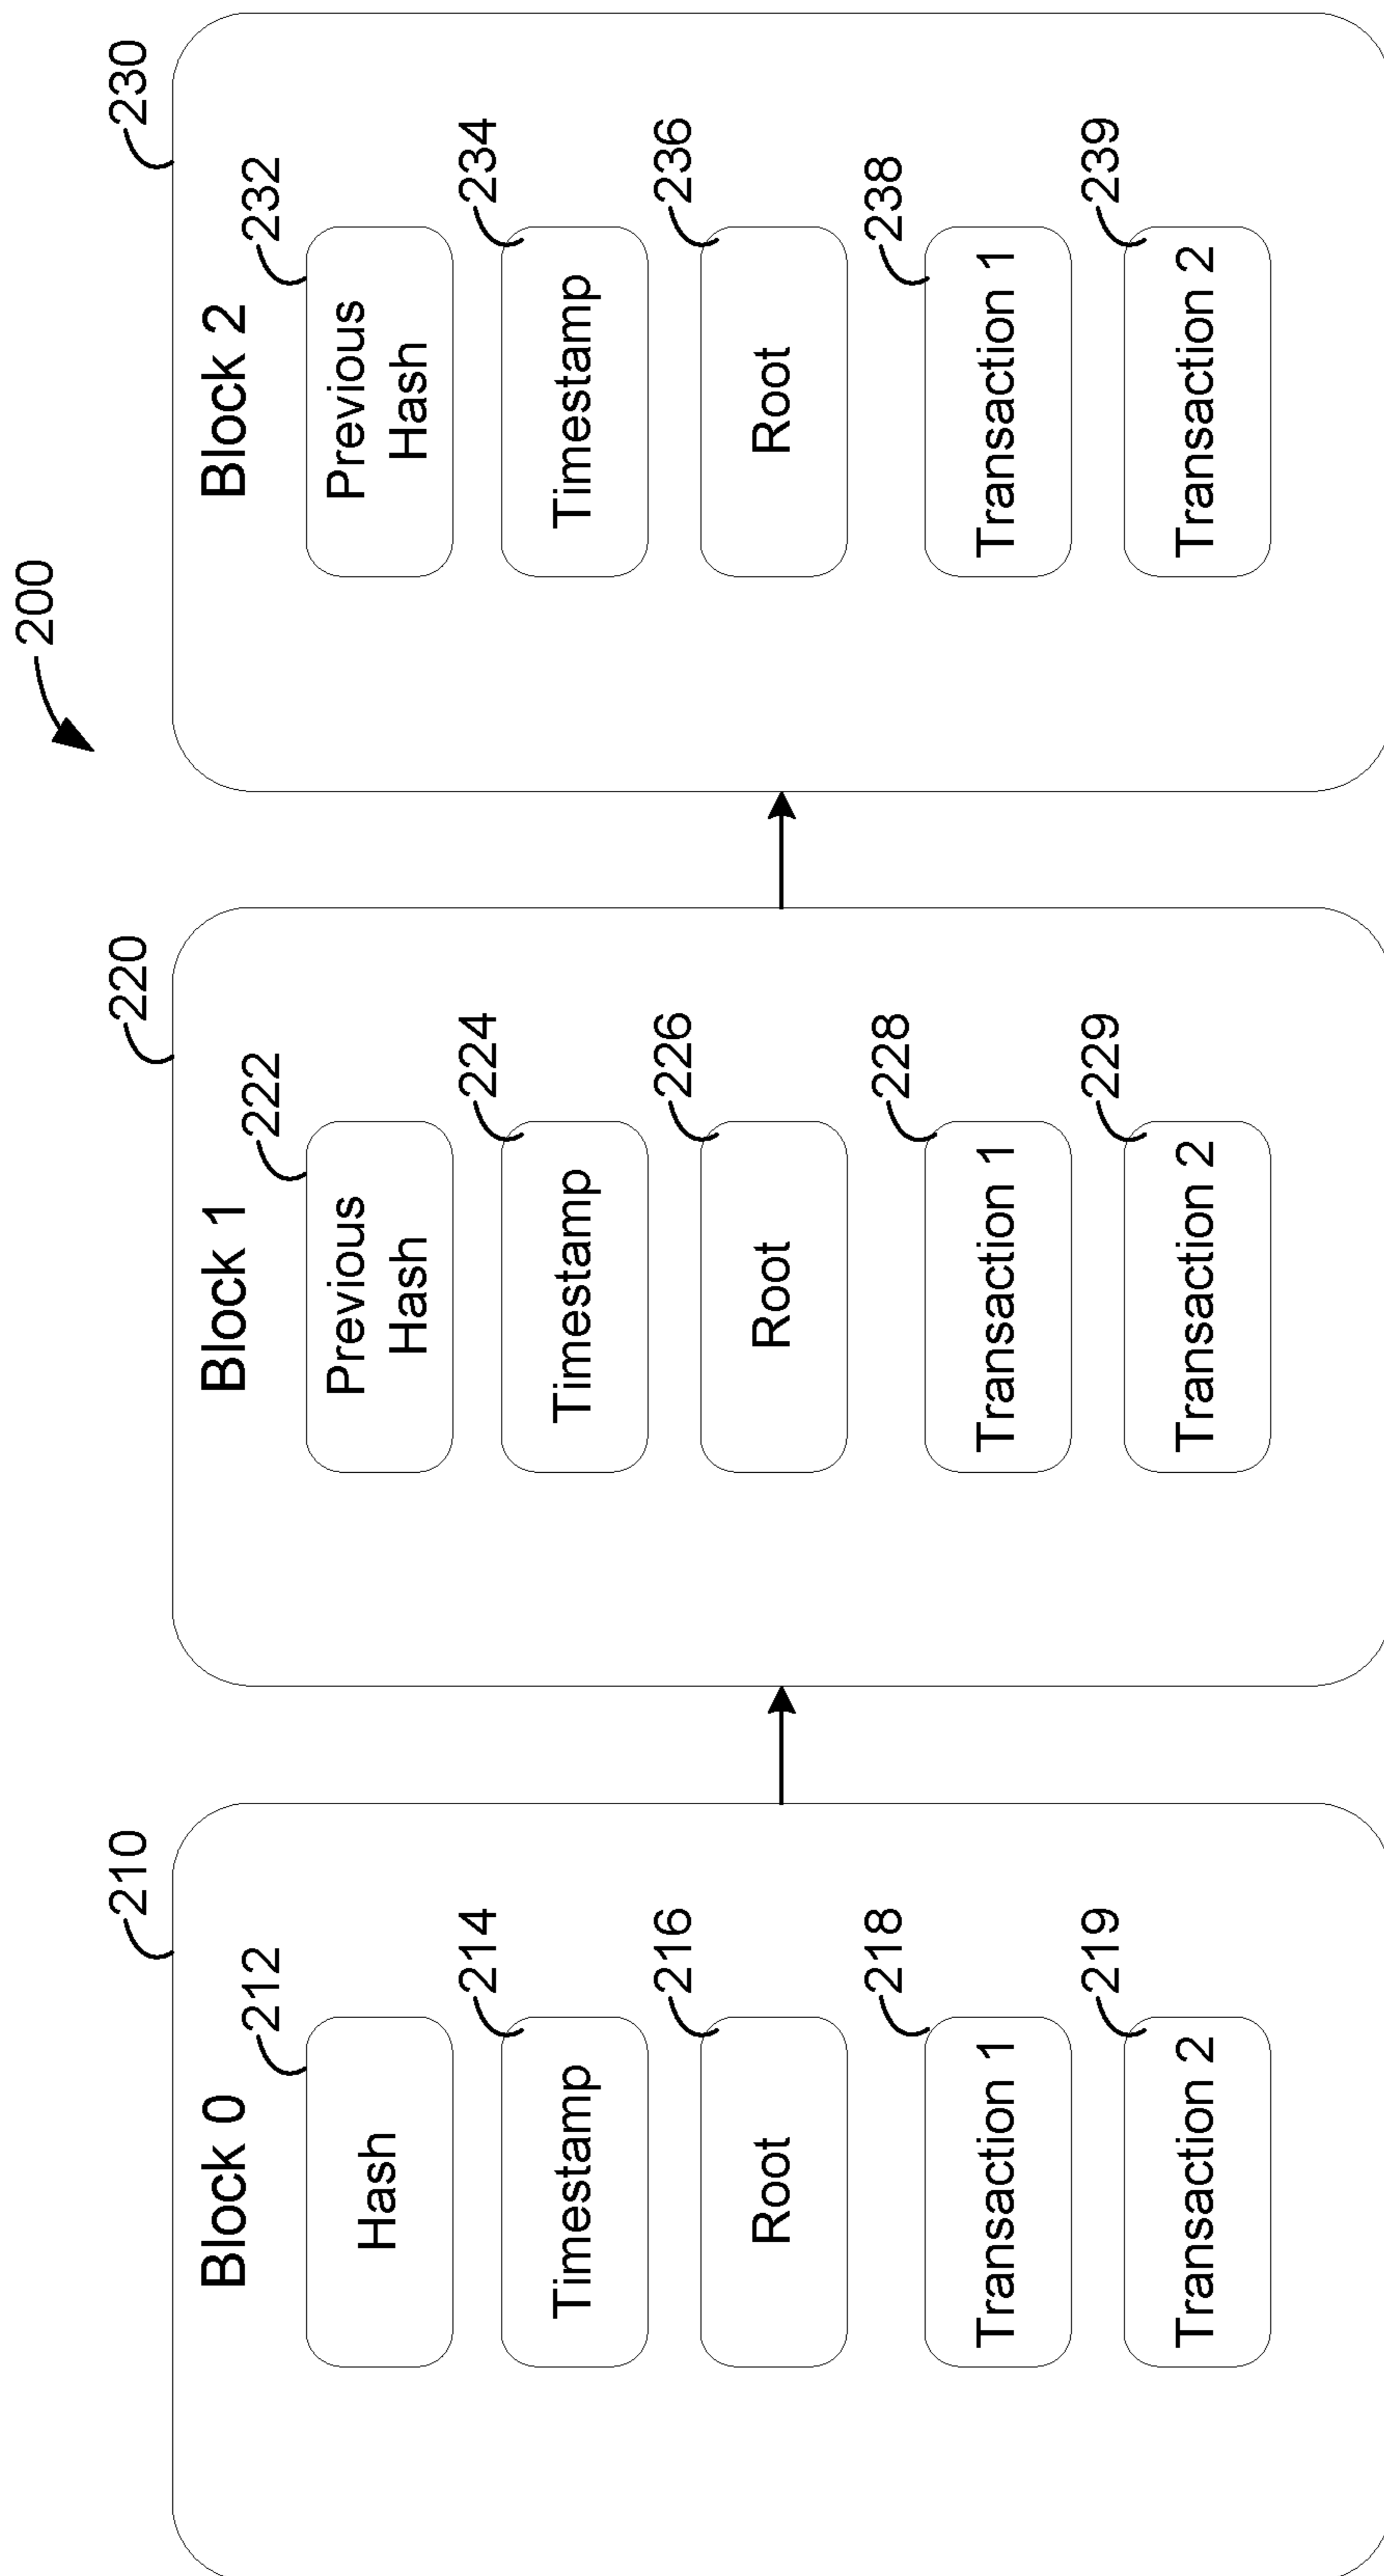 200
210
Block 0
212
Hash
214
Timestamp
216
Root
218
Transaction 1
219
Transaction 2
220
Block 1
222
Previous
Hash
224
Timestamp
226
Root
228
Transaction 1
229
Transaction 2
230
Block 2
232
Previous
Hash
234
Timestamp
236
Root
238
Transaction 1
239
Transaction 2